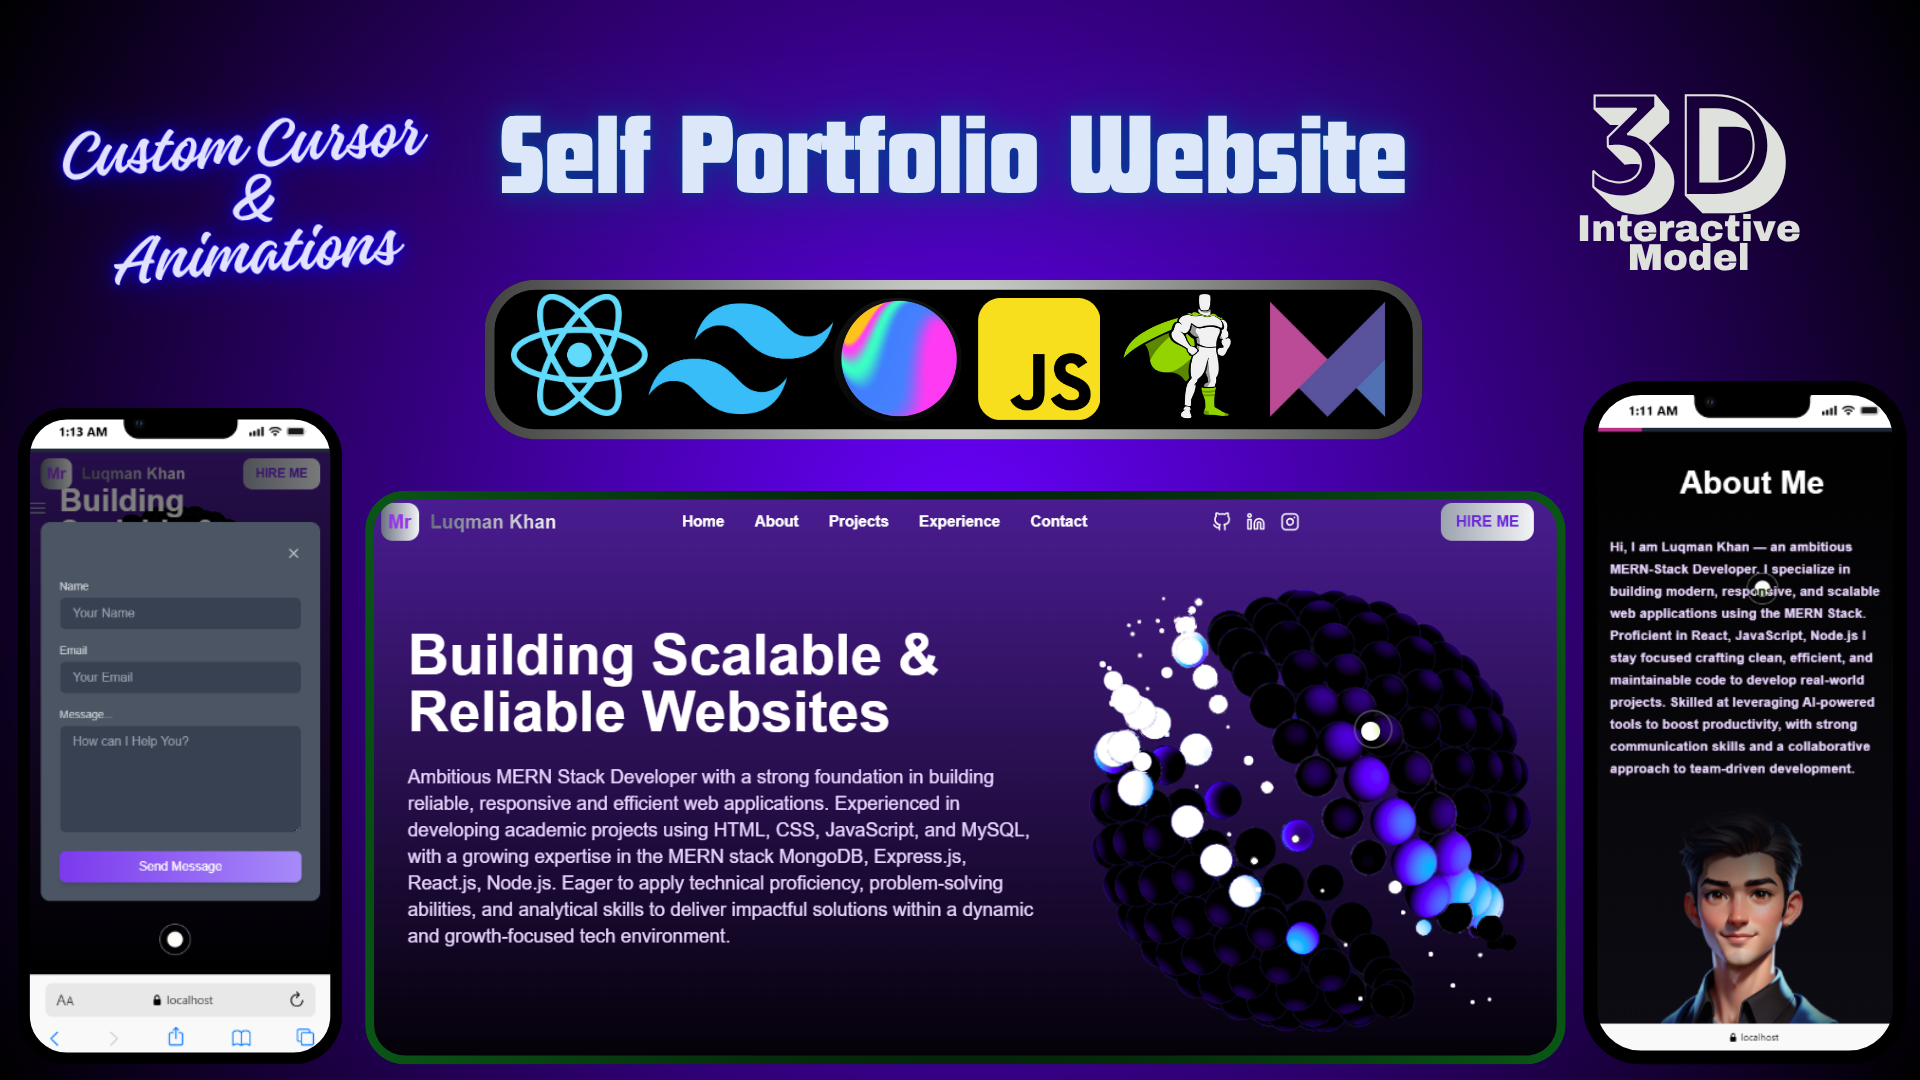 Custom Cursor
&
Animations
Self Portfolio Website
3D
Interactive
Model
JS
1:13 AM
Mr Luqman Khan HIRE ME
Building
Name
Your Name
Email
Your Email
Message...
How can I Help You?
Send Message
AA localhost
Mr Luqman Khan Home About Projects Experience Contact HIRE ME
Building Scalable &
Reliable Websites
Ambitious MERN Stack Developer with a strong foundation in building
reliable, responsive and efficient web applications. Experienced in
developing academic projects using HTML, CSS, JavaScript, and MySQL,
with a growing expertise in the MERN stack MongoDB, Express.js,
React.js, Node.js. Eager to apply technical proficiency, problem-solving
abilities, and analytical skills to deliver impactful solutions within a dynamic
and growth-focused tech environment.
1:11 AM
About Me
Hi, I am Luqman Khan — an ambitious
MERN-Stack Developer. I specialize in
building modern, responsive, and scalable
web applications using the MERN Stack.
Proficient in React, JavaScript, Node.js I
stay focused crafting clean, efficient, and
maintainable code to develop real-world
projects. Skilled at leveraging AI-powered
tools to boost productivity, with strong
communication skills and a collaborative
approach to team-driven development.
localhost